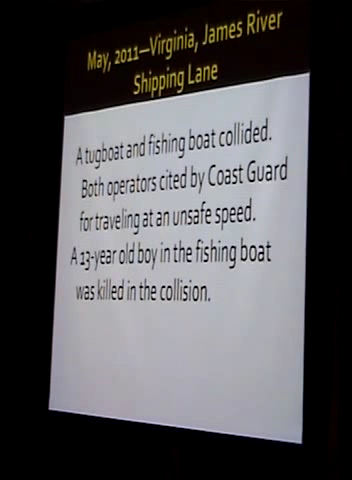 May, 2011—Virginia, James River
Shipping Lane
A tugboat and fishing boat collided.
Both operators cited by Coast Guard
for traveling at an unsafe speed.
A 13-year old boy in the fishing boat
was killed in the collision.